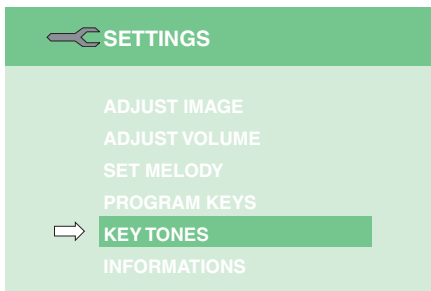 SETTINGS
ADJUST IMAGE
ADJUST VOLUME
SET MELODY
PROGRAM KEYS
KEY TONES
INFORMATIONS